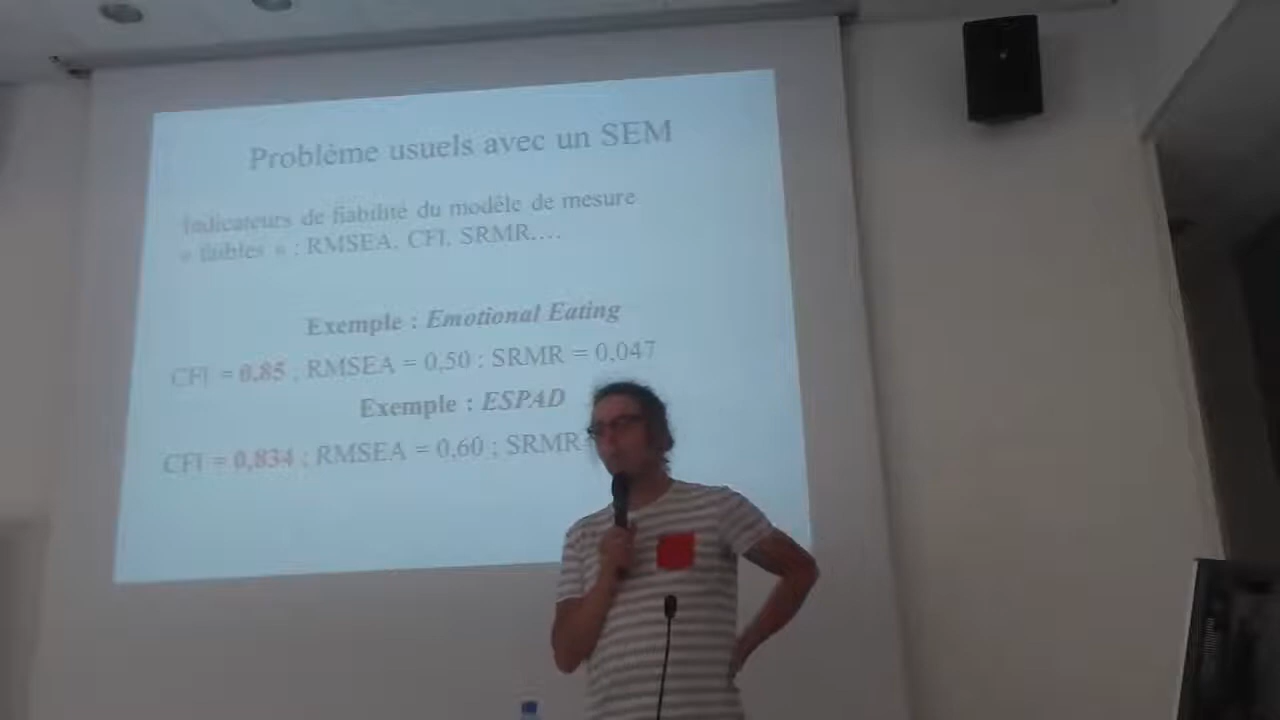 Problème usuels avec un SEM
Indicateurs de fiabilité du modèle de mesure
« faibles » : RMSEA, CFI, SRMR....
Exemple : Emotional Eating
CFI = 0,85 ; RMSEA = 0,50 ; SRMR = 0,047
Exemple : ESPAD
CFI = 0,834 ; RMSEA = 0,60 ; SRMR=